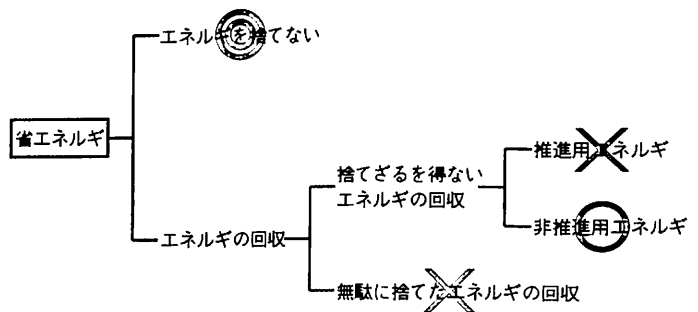 エネルギを捨てない
省エネルギ
捨てざるを得ない
エネルギの回収
推進用エネルギ
非推進用エネルギ
エネルギの回収
無駄に捨てたエネルギの回収